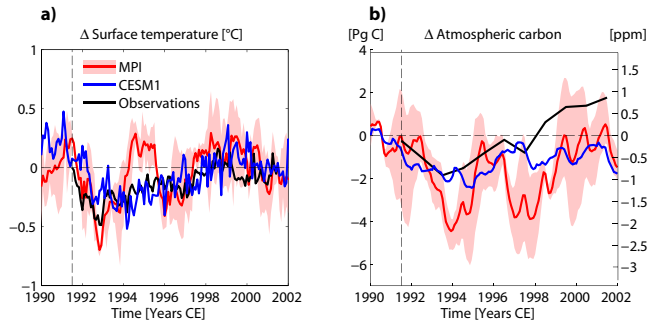 a)
Δ Surface temperature [°C]
1
0.5
0
−0.5
−1
MPI
CESM1
Observations
1990 1992 1994 1996 1998 2000 2002
Time [Years CE]
b)
[Pg C] Δ Atmospheric carbon [ppm]
4
2
0
−2
−4
−6
1.5
1
0.5
0
−0.5
−1
−1.5
−2
−2.5
−3
1990 1992 1994 1996 1998 2000 2002
Time [Years CE]